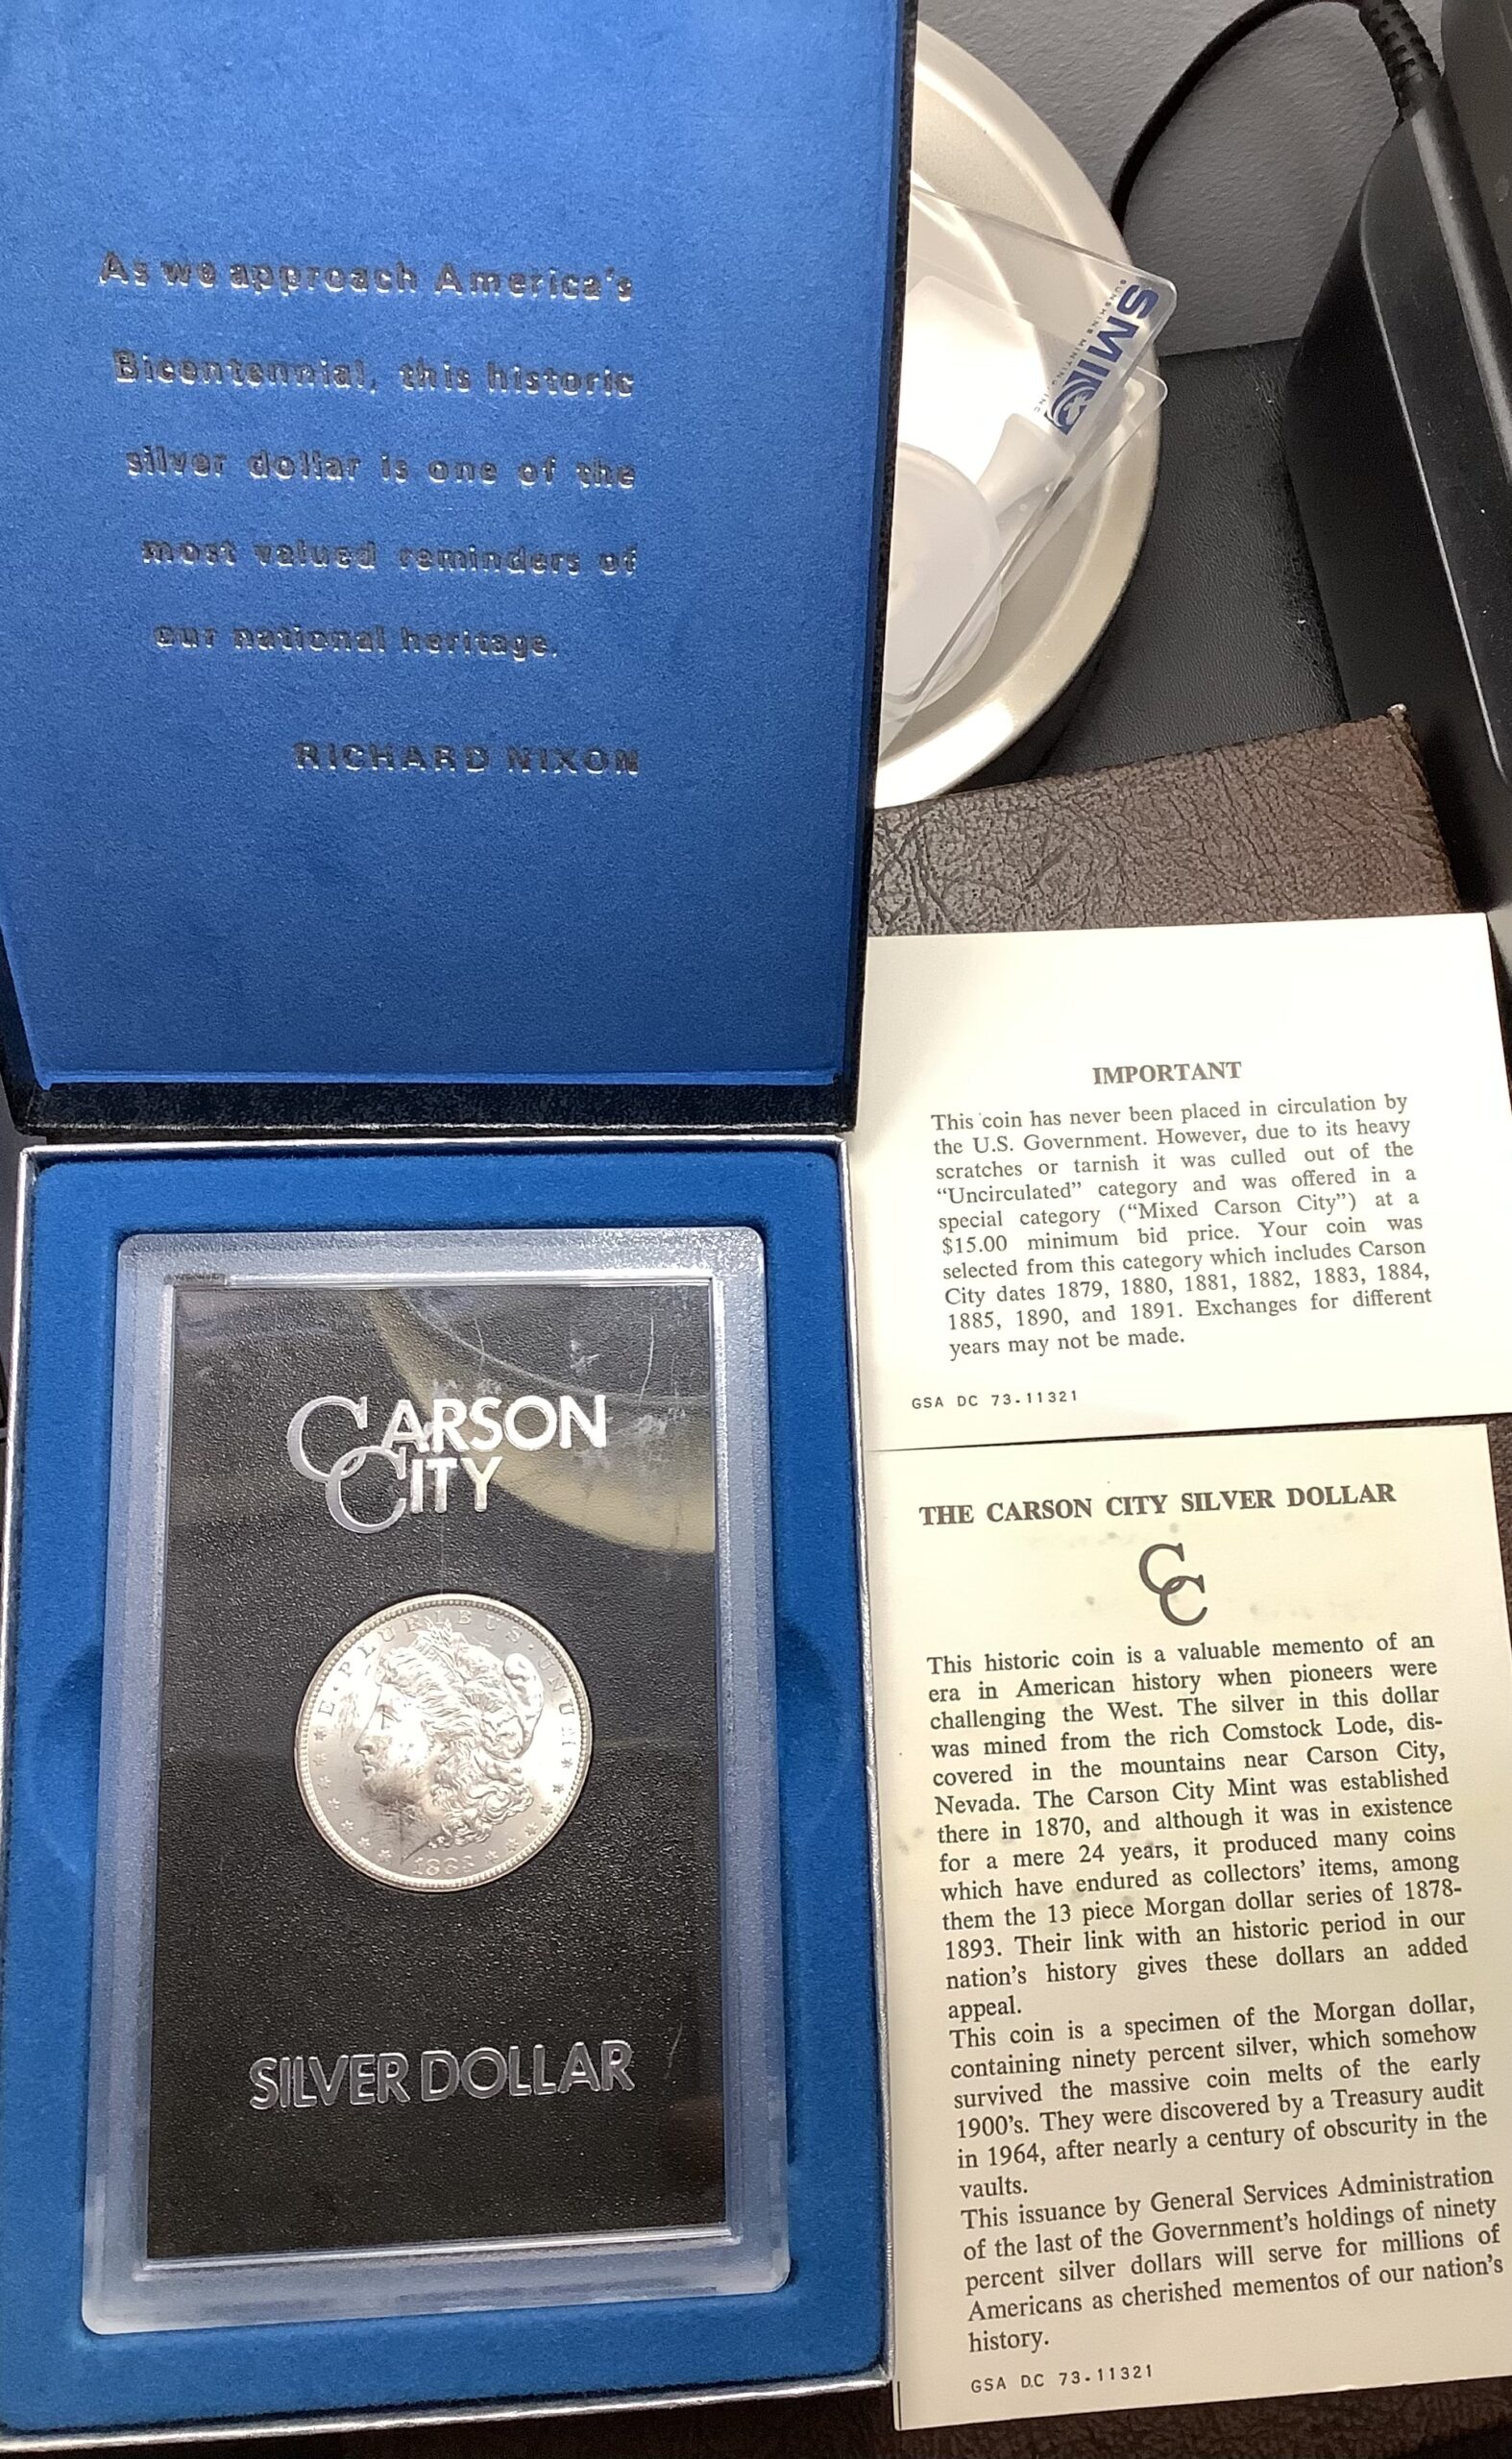 As we approach America's
Bicentennial, this historic
silver dollar is one of the
most valued reminders of
our national heritage.
RICHARD NIXON
SMI
SUNSHINE MINTING INC
IMPORTANT
This coin has never been placed in circulation by
the U.S. Government. However, due to its heavy
scratches or tarnish it was culled out of the
“Uncirculated” category and was offered in a
special category (“Mixed Carson City”) at a
$15.00 minimum bid price. Your coin was
selected from this category which includes Carson
City dates 1879, 1880, 1881, 1882, 1883, 1884,
1885, 1890, and 1891. Exchanges for different
years may not be made.
GSA DC 73-11321
CARSON
CITY
E·PLURIBUS·UNUM
1883
SILVER DOLLAR
THE CARSON CITY SILVER DOLLAR
CC
This historic coin is a valuable memento of an
era in American history when pioneers were
challenging the West. The silver in this dollar
was mined from the rich Comstock Lode, dis-
covered in the mountains near Carson City,
Nevada. The Carson City Mint was established
there in 1870, and although it was in existence
for a mere 24 years, it produced many coins
which have endured as collectors' items, among
them the 13 piece Morgan dollar series of 1878-
1893. Their link with an historic period in our
nation's history gives these dollars an added
appeal.
This coin is a specimen of the Morgan dollar,
containing ninety percent silver, which somehow
survived the massive coin melts of the early
1900's. They were discovered by a Treasury audit
in 1964, after nearly a century of obscurity in the
vaults.
This issuance by General Services Administration
of the last of the Government's holdings of ninety
percent silver dollars will serve for millions of
Americans as cherished mementos of our nation's
history.
GSA DC 73-11321